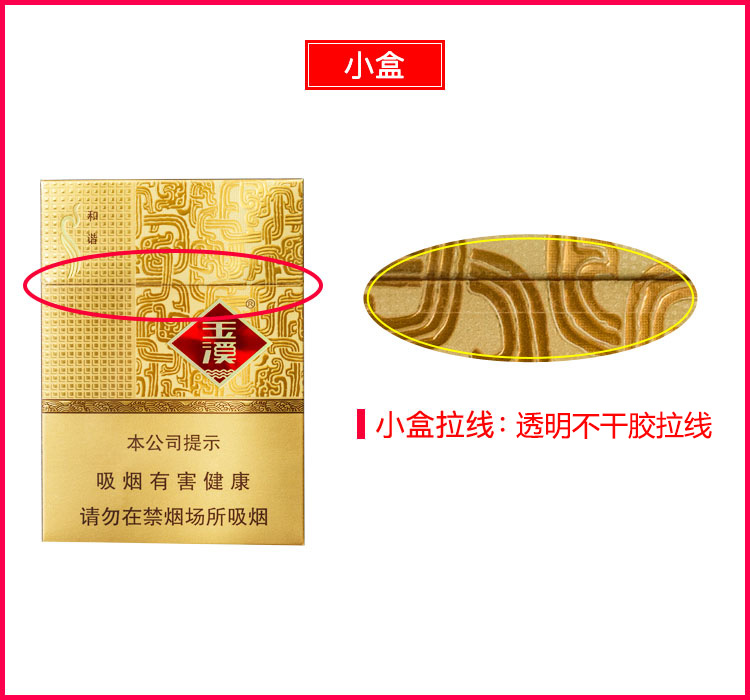 小盒
和谐
®
玉溪
本公司提示
吸烟有害健康
请勿在禁烟场所吸烟
小盒拉线：透明不干胶拉线